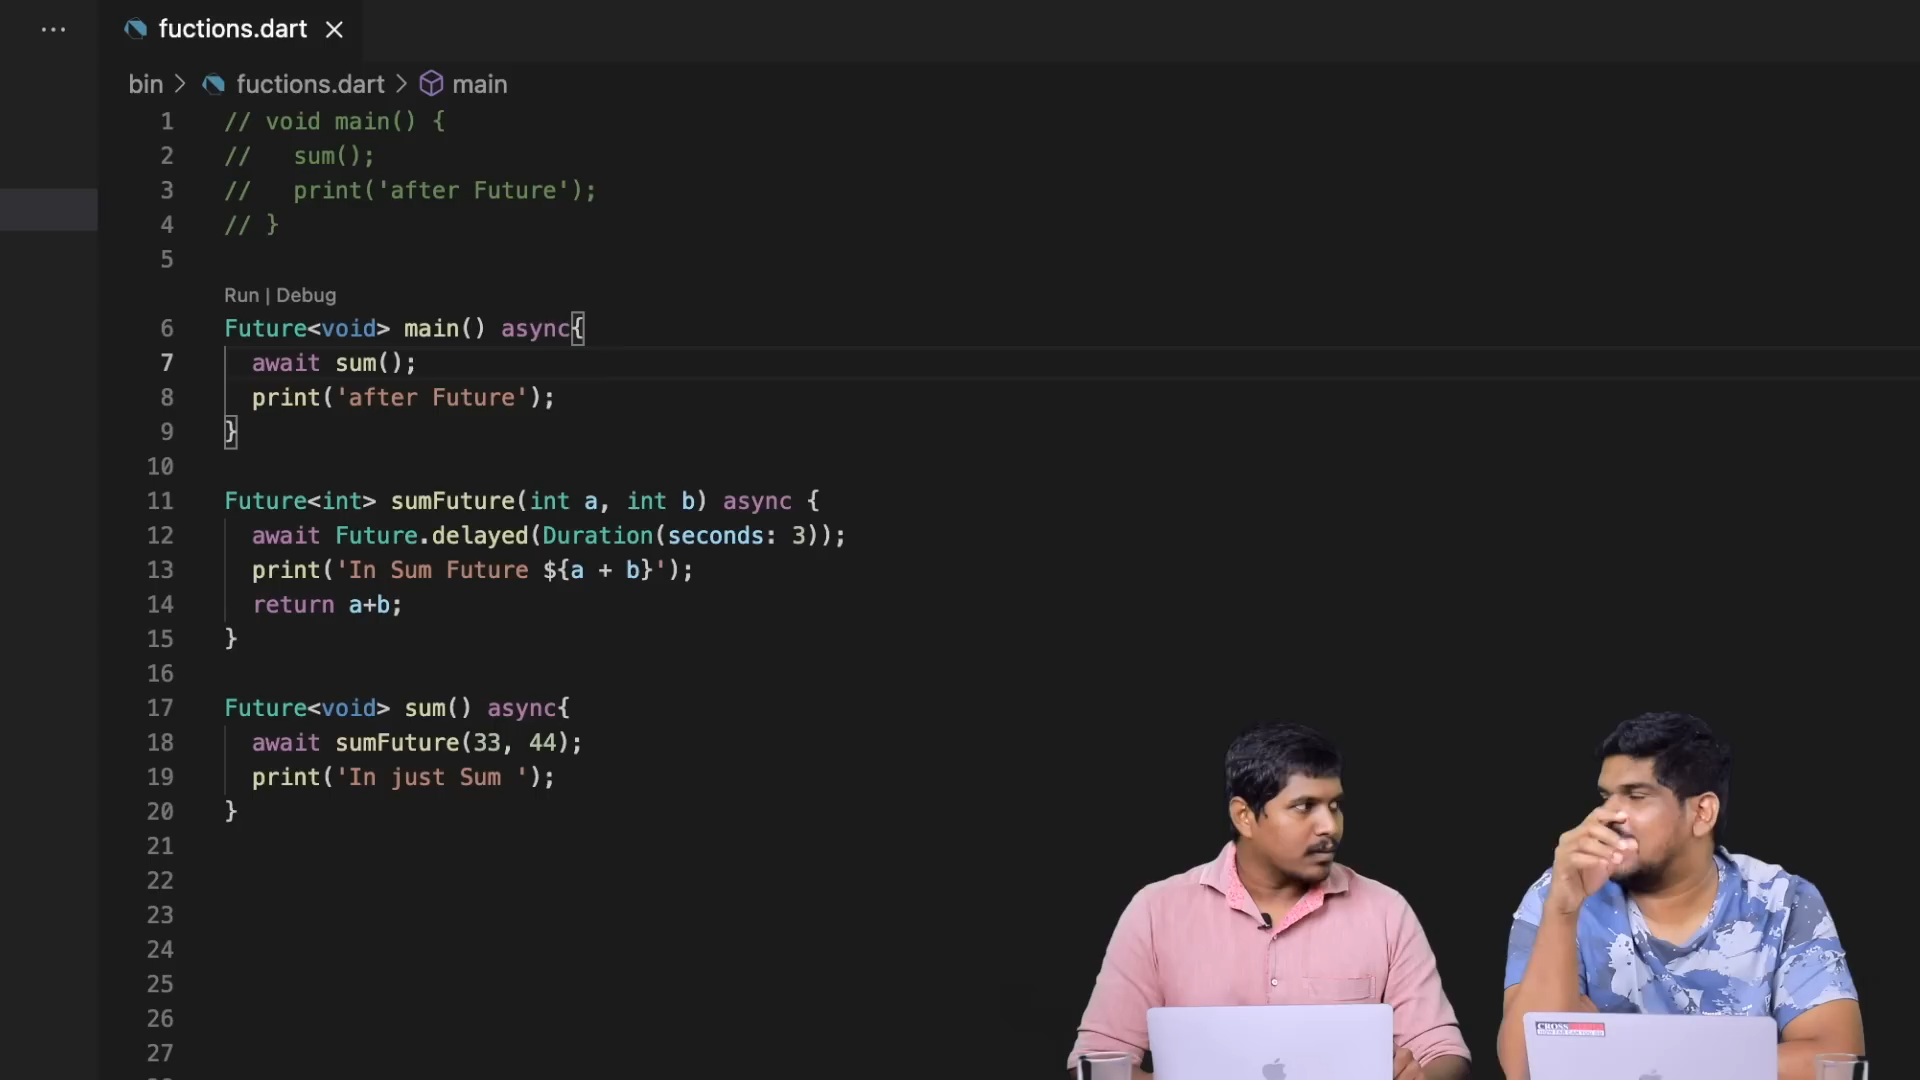 fuctions.dart
bin > fuctions.dart > main
1 // void main() {
2 //   sum();
3 //   print('after Future');
4 // }
5
Run | Debug
6 Future<void> main() async{
7   await sum();
8   print('after Future');
9 }
10
11 Future<int> sumFuture(int a, int b) async {
12   await Future.delayed(Duration(seconds: 3));
13   print('In Sum Future ${a + b}');
14   return a+b;
15 }
16
17 Future<void> sum() async{
18   await sumFuture(33, 44);
19   print('In just Sum ');
20 }
21
22
23
24
25
26
27
CROSS